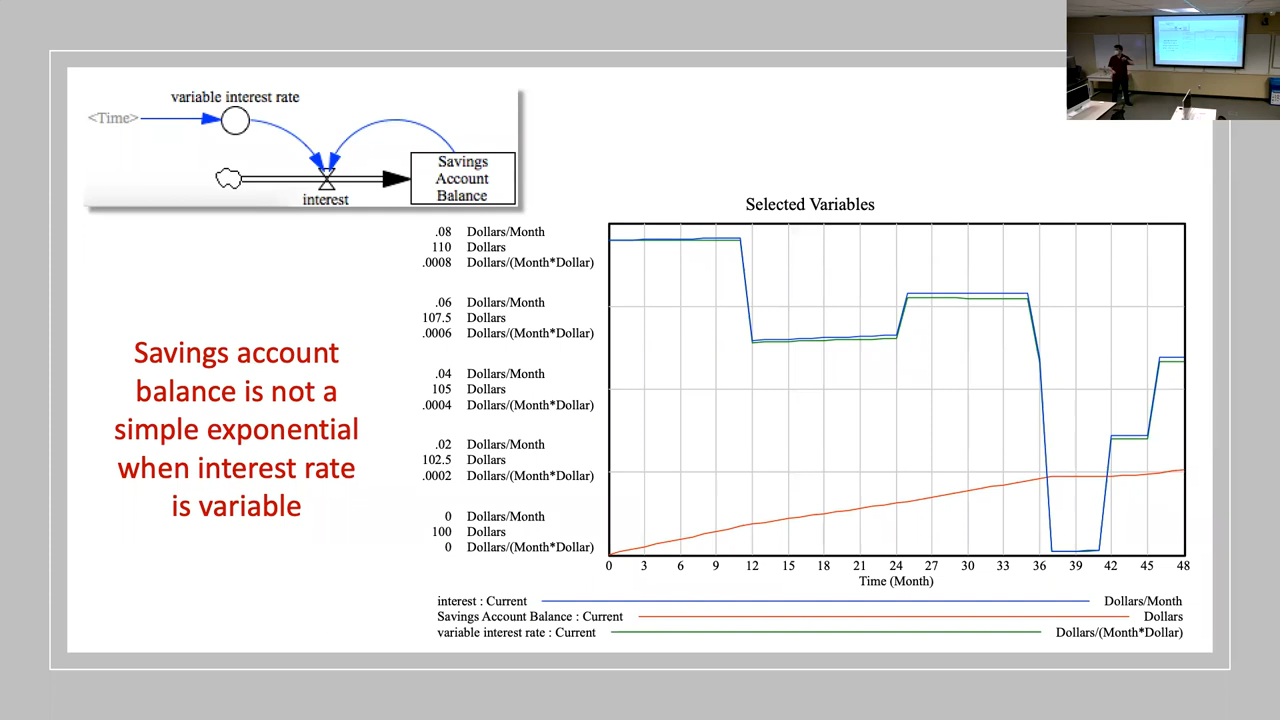 variable interest rate
<Time>
Savings
Account
Balance
interest
Savings account
balance is not a
simple exponential
when interest rate
is variable
Selected Variables
.08 Dollars/Month
110 Dollars
.0008 Dollars/(Month*Dollar)
.06 Dollars/Month
107.5 Dollars
.0006 Dollars/(Month*Dollar)
.04 Dollars/Month
105 Dollars
.0004 Dollars/(Month*Dollar)
.02 Dollars/Month
102.5 Dollars
.0002 Dollars/(Month*Dollar)
0 Dollars/Month
100 Dollars
0 Dollars/(Month*Dollar)
0 3 6 9 12 15 18 21 24 27 30 33 36 39 42 45 48
Time (Month)
interest : Current Dollars/Month
Savings Account Balance : Current Dollars
variable interest rate : Current Dollars/(Month*Dollar)